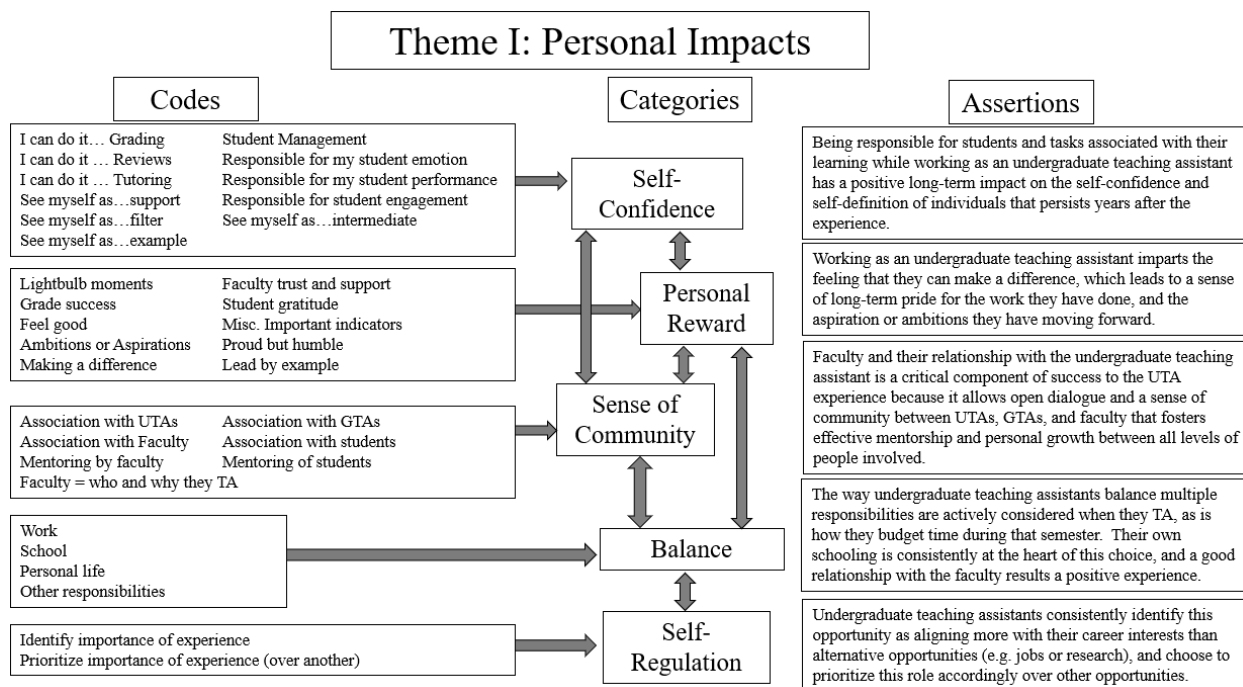 Theme I: Personal Impacts
Codes
I can do it… Grading
I can do it … Reviews
I can do it … Tutoring
See myself as…support
See myself as…filter
See myself as…example
Student Management
Responsible for my student emotion
Responsible for my student performance
Responsible for student engagement
See myself as…intermediate
Lightbulb moments
Grade success
Feel good
Ambitions or Aspirations
Making a difference
Faculty trust and support
Student gratitude
Misc. Important indicators
Proud but humble
Lead by example
Association with UTAs
Association with Faculty
Mentoring by faculty
Faculty = who and why they TA
Association with GTAs
Association with students
Mentoring of students
Work
School
Personal life
Other responsibilities
Identify importance of experience
Prioritize importance of experience (over another)
Categories
Self-
Confidence
Personal
Reward
Sense of
Community
Balance
Self-
Regulation
Assertions
Being responsible for students and tasks associated with their
learning while working as an undergraduate teaching assistant
has a positive long-term impact on the self-confidence and
self-definition of individuals that persists years after the
experience.
Working as an undergraduate teaching assistant imparts the
feeling that they can make a difference, which leads to a sense
of long-term pride for the work they have done, and the
aspiration or ambitions they have moving forward.
Faculty and their relationship with the undergraduate teaching
assistant is a critical component of success to the UTA
experience because it allows open dialogue and a sense of
community between UTAs, GTAs, and faculty that fosters
effective mentorship and personal growth between all levels of
people involved.
The way undergraduate teaching assistants balance multiple
responsibilities are actively considered when they TA, as is
how they budget time during that semester.  Their own
schooling is consistently at the heart of this choice, and a good
relationship with the faculty results a positive experience.
Undergraduate teaching assistants consistently identify this
opportunity as aligning more with their career interests than
alternative opportunities (e.g. jobs or research), and choose to
prioritize this role accordingly over other opportunities.